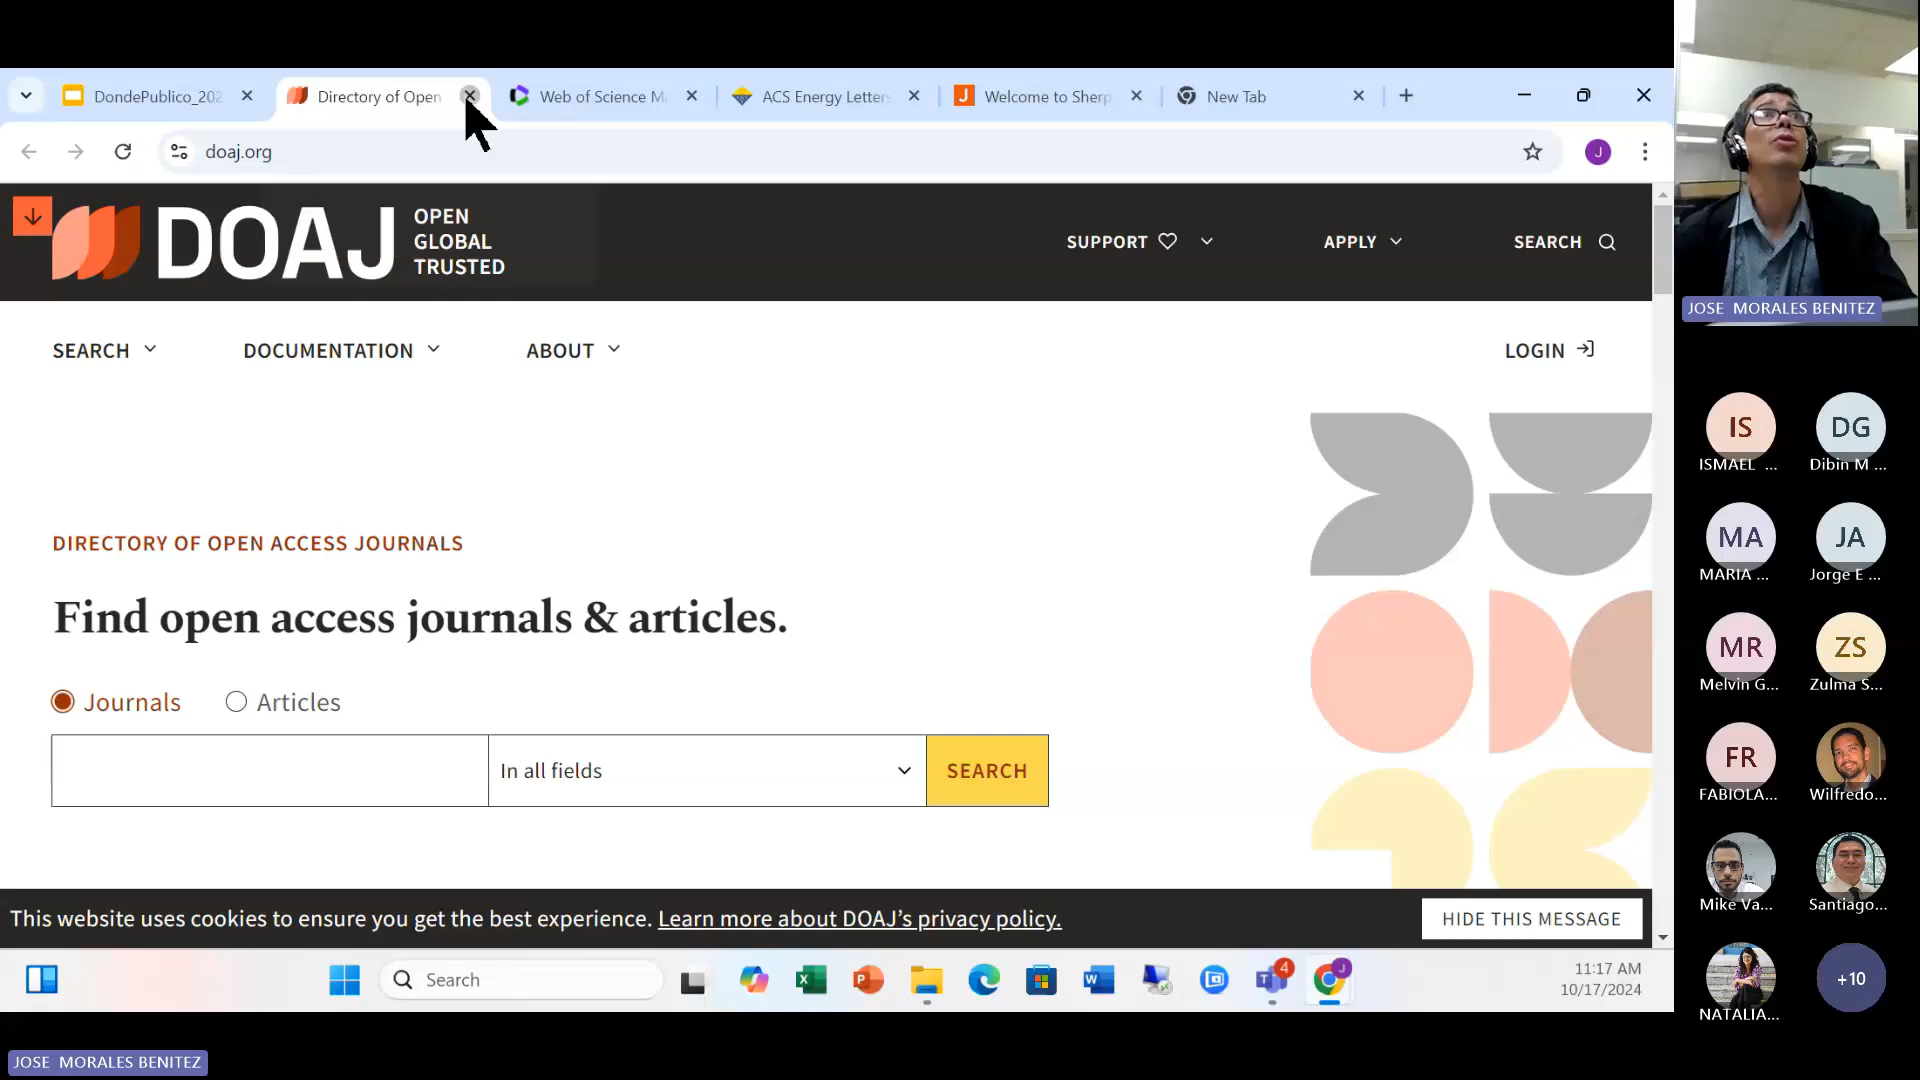 DondePublico_202
Directory of Open
Web of Science M
ACS Energy Letters
Welcome to Sherp
New Tab
doaj.org
J
DOAJ
OPEN
GLOBAL
TRUSTED
SUPPORT
APPLY
SEARCH
SEARCH
DOCUMENTATION
ABOUT
LOGIN
DIRECTORY OF OPEN ACCESS JOURNALS
Find open access journals & articles.
Journals
Articles
In all fields
SEARCH
This website uses cookies to ensure you get the best experience. Learn more about DOAJ's privacy policy.
HIDE THIS MESSAGE
Search
4
J
11:17 AM
10/17/2024
JOSE MORALES BENITEZ
JOSE MORALES BENITEZ
IS
ISMAEL ...
DG
Dibin M ...
MA
MARIA ...
JA
Jorge E ...
MR
Melvin G...
ZS
Zulma S...
FR
FABIOLA...
Wilfredo...
Mike Va...
Santiago...
NATALIA...
+10